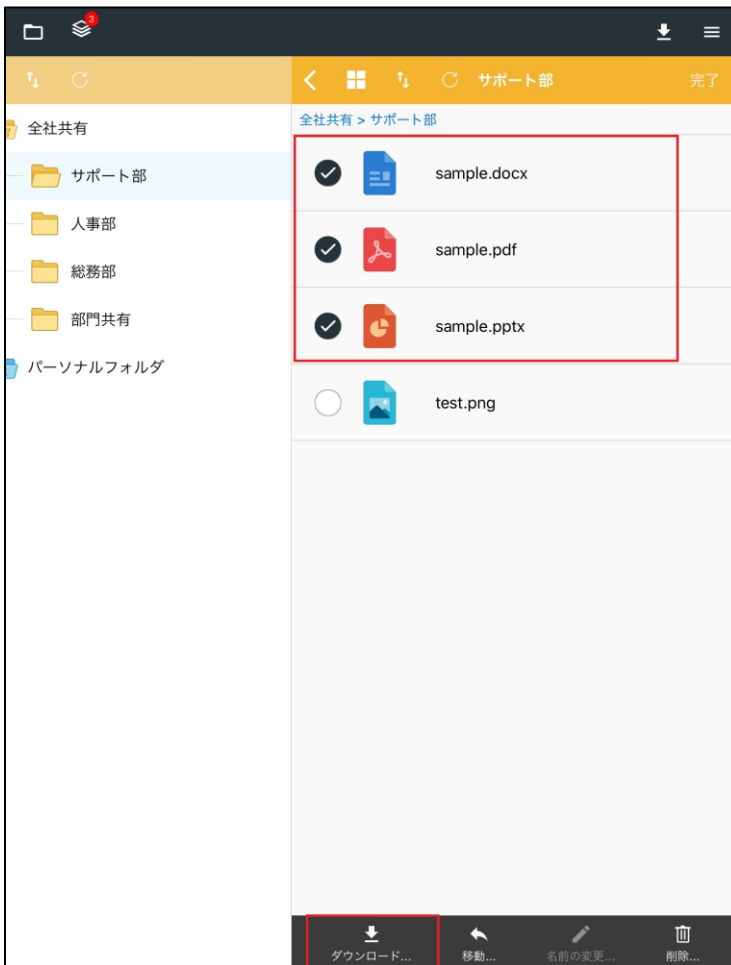 3
サポート部
完了
全社共有
サポート部
人事部
総務部
部門共有
パーソナルフォルダ
全社共有 > サポート部
sample.docx
sample.pdf
sample.pptx
test.png
ダウンロード...
移動...
名前の変更...
削除...